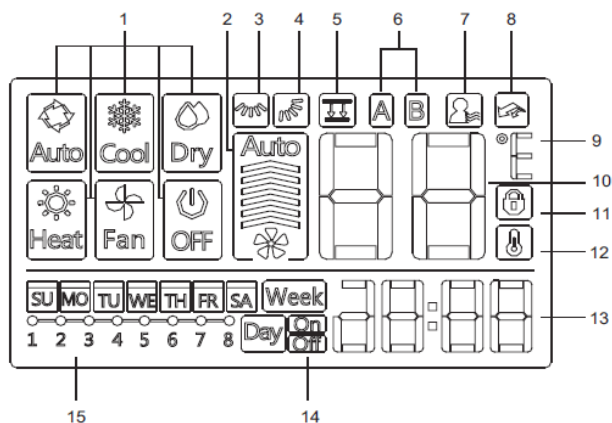 1 2 3 4 5 6 7 8
Auto Cool Dry Auto A B
9
10
Heat Fan OFF
11
12
SU MO TU WE TH FR SA Week
1 2 3 4 5 6 7 8 Day On
Off
88:88
13
15 14